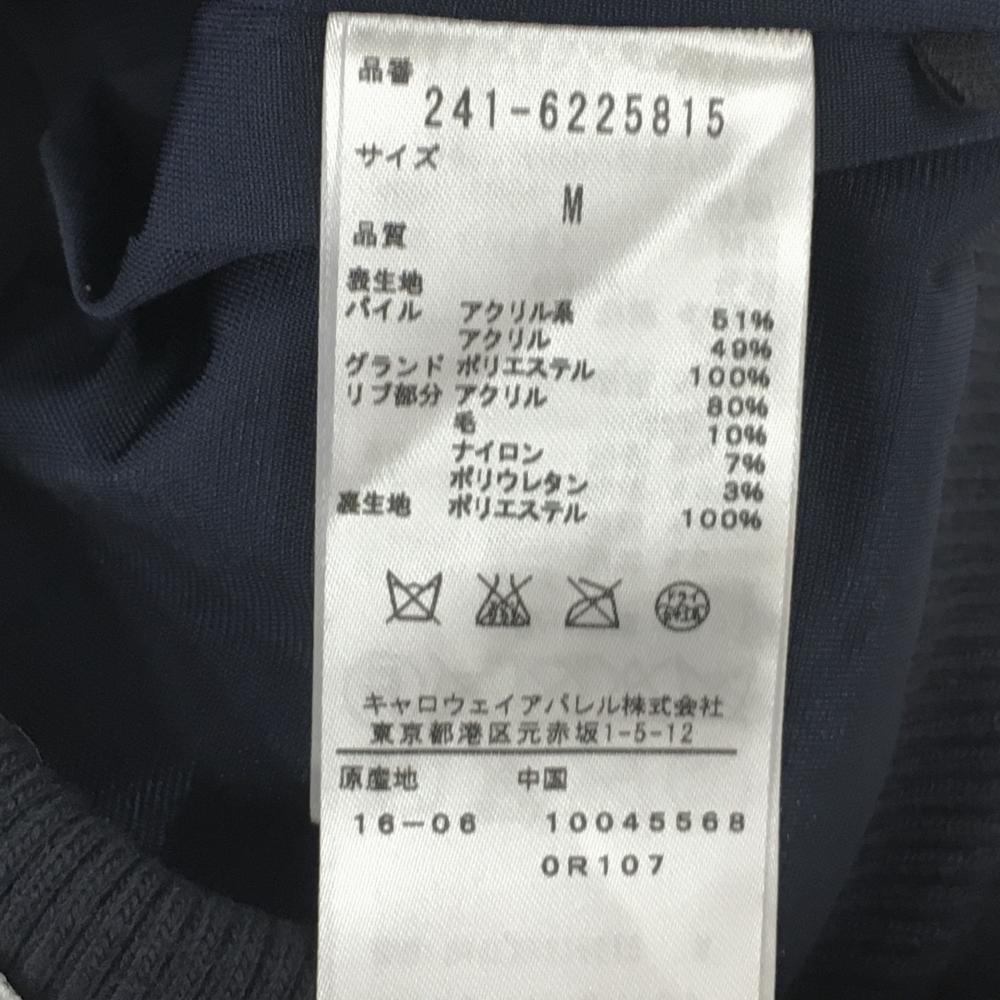 品番
241-6225815
サイズ
M
品質
表生地
パイル アクリル系 51%
アクリル 49%
グランド ポリエステル 100%
リブ部分 アクリル 80%
毛 10%
ナイロン 7%
ポリウレタン 3%
裏生地 ポリエステル 100%
ドライ
キャロウェイアパレル株式会社
東京都港区元赤坂1-5-12
原産地 中国
16-06 10045568
0R107